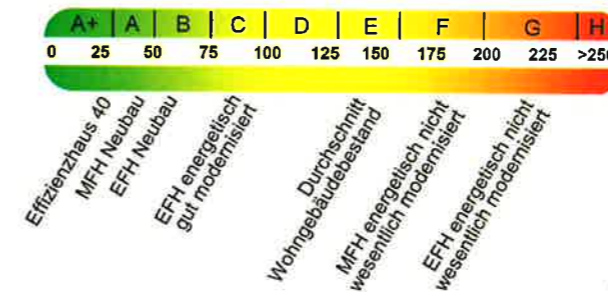 A+ A B C D E F G H
0 25 50 75 100 125 150 175 200 225 >250
Effizienzhaus 40
MFH Neubau
EFH Neubau
EFH energetisch
gut modernisiert
Durchschnitt
Wohngebäudebestand
MFH energetisch nicht
wesentlich modernisiert
EFH energetisch nicht
wesentlich modernisiert